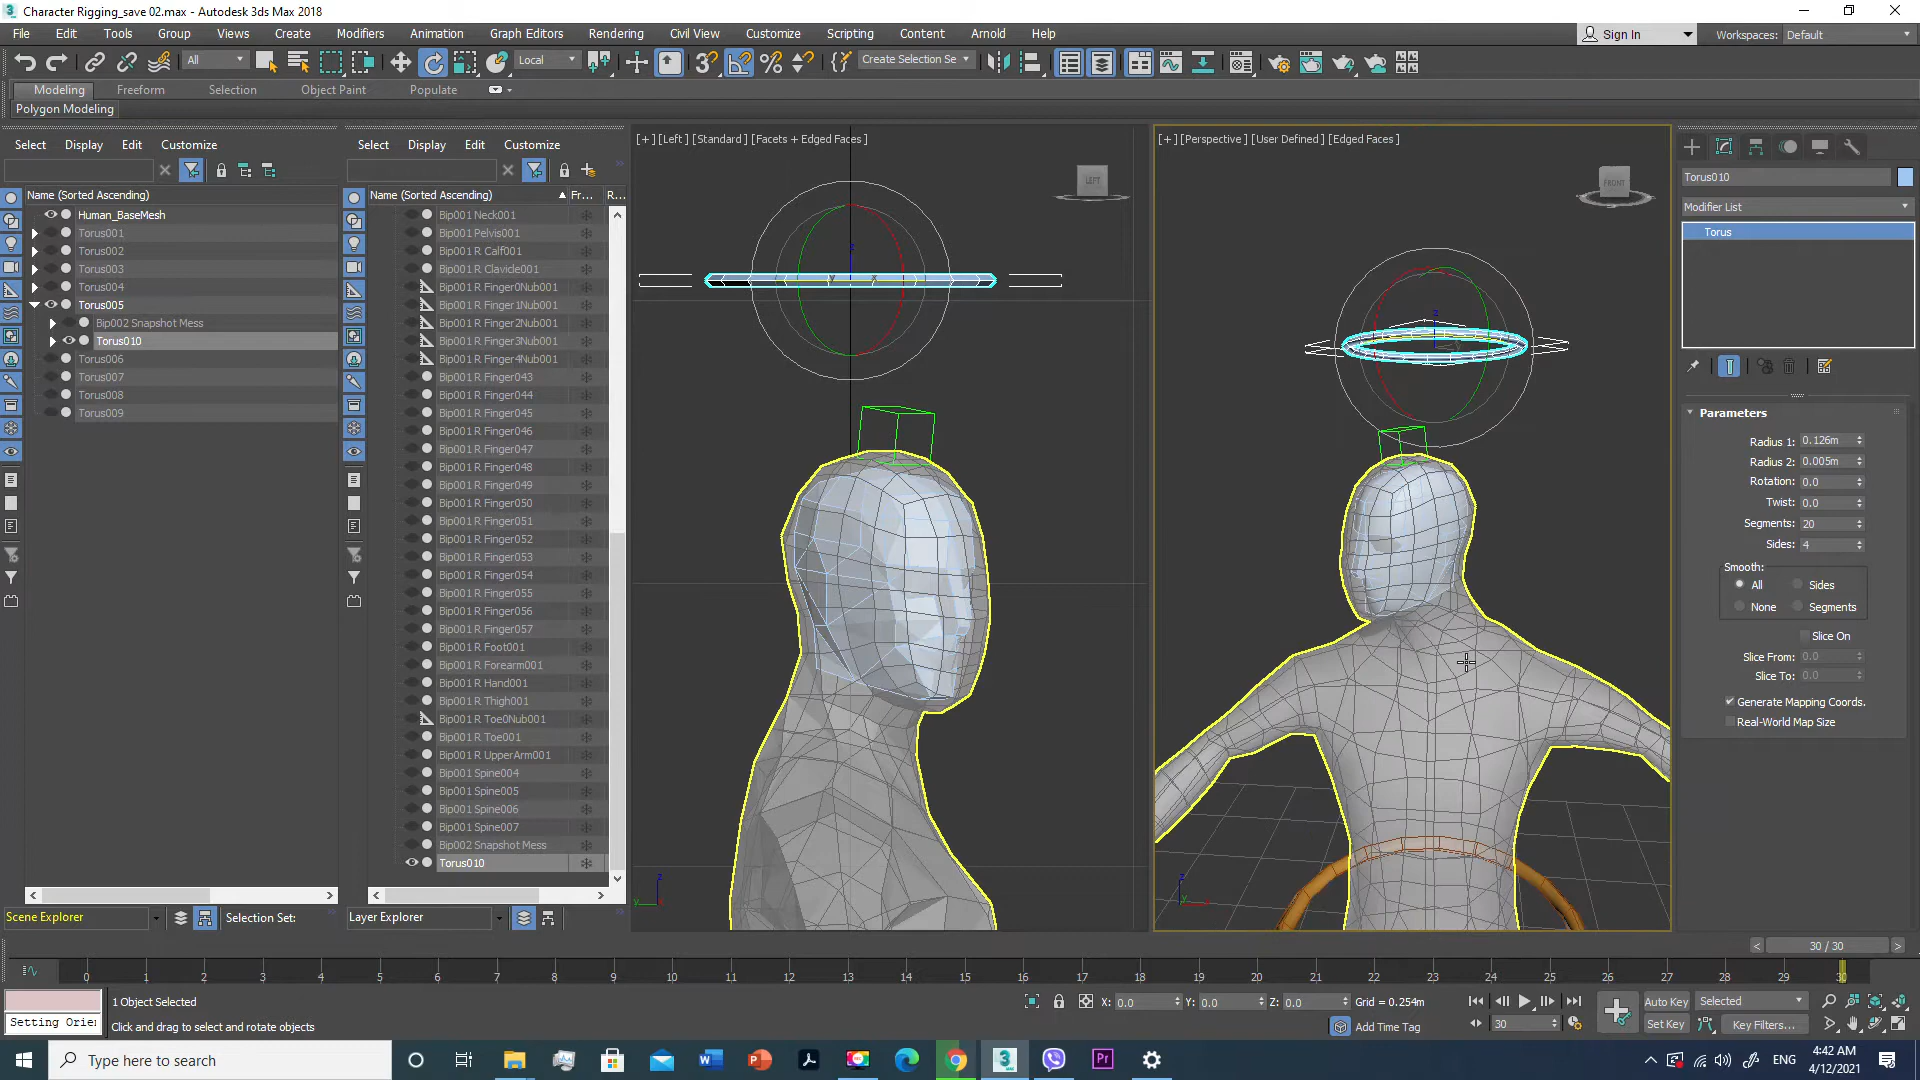 Character Rigging_save 02.max - Autodesk 3ds Max 2018
File Edit Tools Group Views Create Modifiers Animation Graph Editors Rendering Civil View Customize Scripting Content Arnold Help
Sign In Workspaces: Default
All Local Create Selection Se
Modeling Freeform Selection Object Paint Populate
Polygon Modeling
Select Display Edit Customize
Name (Sorted Ascending)
Human_BaseMesh
Torus001
Torus002
Torus003
Torus004
Torus005
Bip002 Snapshot Mess
Torus010
Torus006
Torus007
Torus008
Torus009
Scene Explorer Selection Set:
Select Display Edit Customize
Name (Sorted Ascending) Fr... R...
Bip001 Neck001
Bip001 Pelvis001
Bip001 R Calf001
Bip001 R Clavicle001
Bip001 R Finger0Nub001
Bip001 R Finger1Nub001
Bip001 R Finger2Nub001
Bip001 R Finger3Nub001
Bip001 R Finger4Nub001
Bip001 R Finger043
Bip001 R Finger044
Bip001 R Finger045
Bip001 R Finger046
Bip001 R Finger047
Bip001 R Finger048
Bip001 R Finger049
Bip001 R Finger050
Bip001 R Finger051
Bip001 R Finger052
Bip001 R Finger053
Bip001 R Finger054
Bip001 R Finger055
Bip001 R Finger056
Bip001 R Finger057
Bip001 R Foot001
Bip001 R Forearm001
Bip001 R Hand001
Bip001 R Thigh001
Bip001 R Toe0Nub001
Bip001 R Toe001
Bip001 R UpperArm001
Bip001 Spine004
Bip001 Spine005
Bip001 Spine006
Bip001 Spine007
Bip002 Snapshot Mess
Torus010
Layer Explorer
[+] [Left] [Standard] [Facets + Edged Faces]
LEFT
[+] [Perspective] [User Defined] [Edged Faces]
FRONT
Torus010
Modifier List
Torus
Parameters
Radius 1: 0.126m
Radius 2: 0.005m
Rotation: 0.0
Twist: 0.0
Segments: 20
Sides: 4
Smooth:
All Sides
None Segments
Slice On
Slice From: 0.0
Slice To: 0.0
Generate Mapping Coords.
Real-World Map Size
< 30 / 30 >
0 1 2 3 4 5 6 7 8 9 10 11 12 13 14 15 16 17 18 19 20 21 22 23 24 25 26 27 28 29 30
1 Object Selected X: 0.0 Y: 0.0 Z: 0.0 Grid = 0.254m Auto Key Selected
Setting Orie Click and drag to select and rotate objects Add Time Tag 30 Set Key Key Filters...
Type here to search
ENG
4:42 AM
4/12/2021